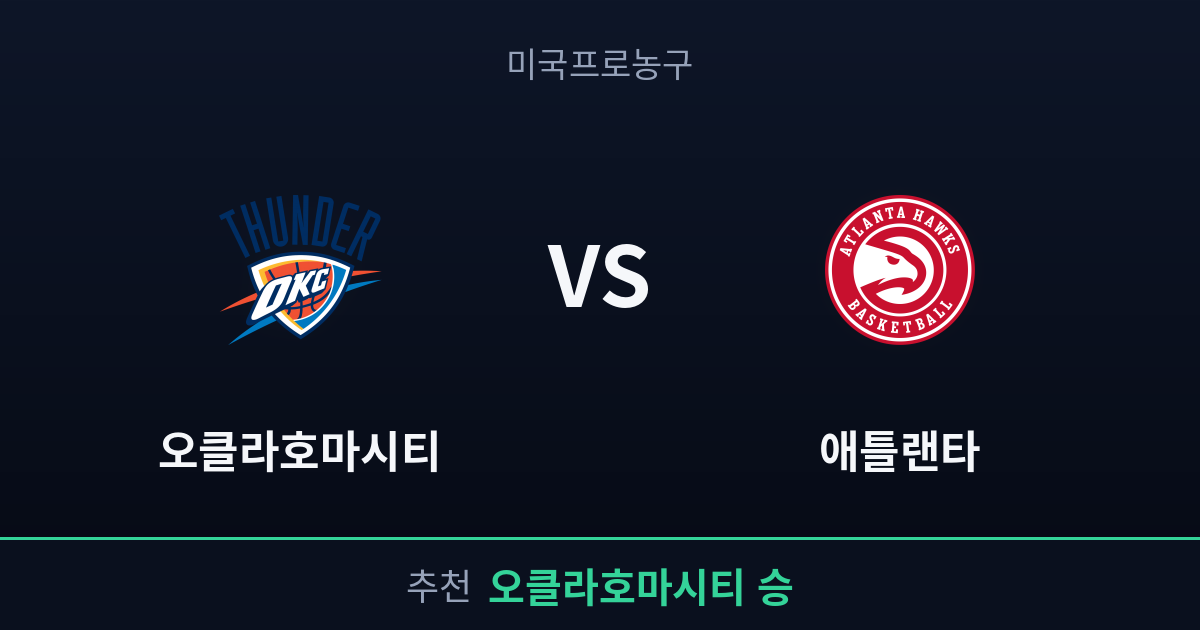 미국프로농구
THUNDER
OKC
VS
ATLANTA HAWKS
BASKETBALL
오클라호마시티
애틀랜타
추천 오클라호마시티 승